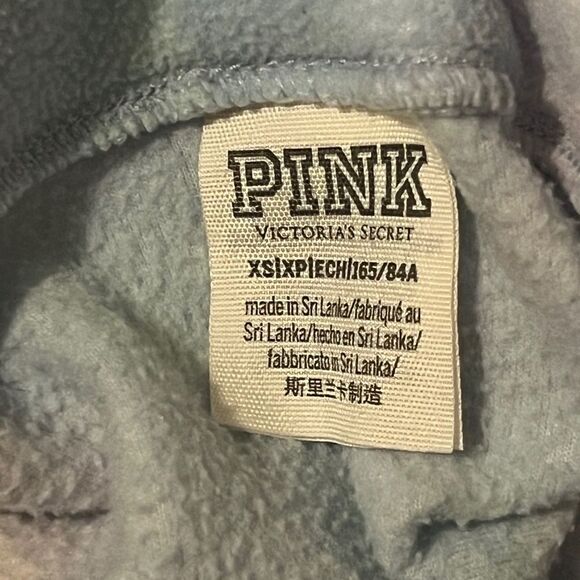 PINK
VICTORIA'S SECRET
XS|XP|ECH|165/84A
made in Sri Lanka/fabriqué au
Sri Lanka/hecho en Sri Lanka/
fabbricato in Sri Lanka/
斯里兰卡制造